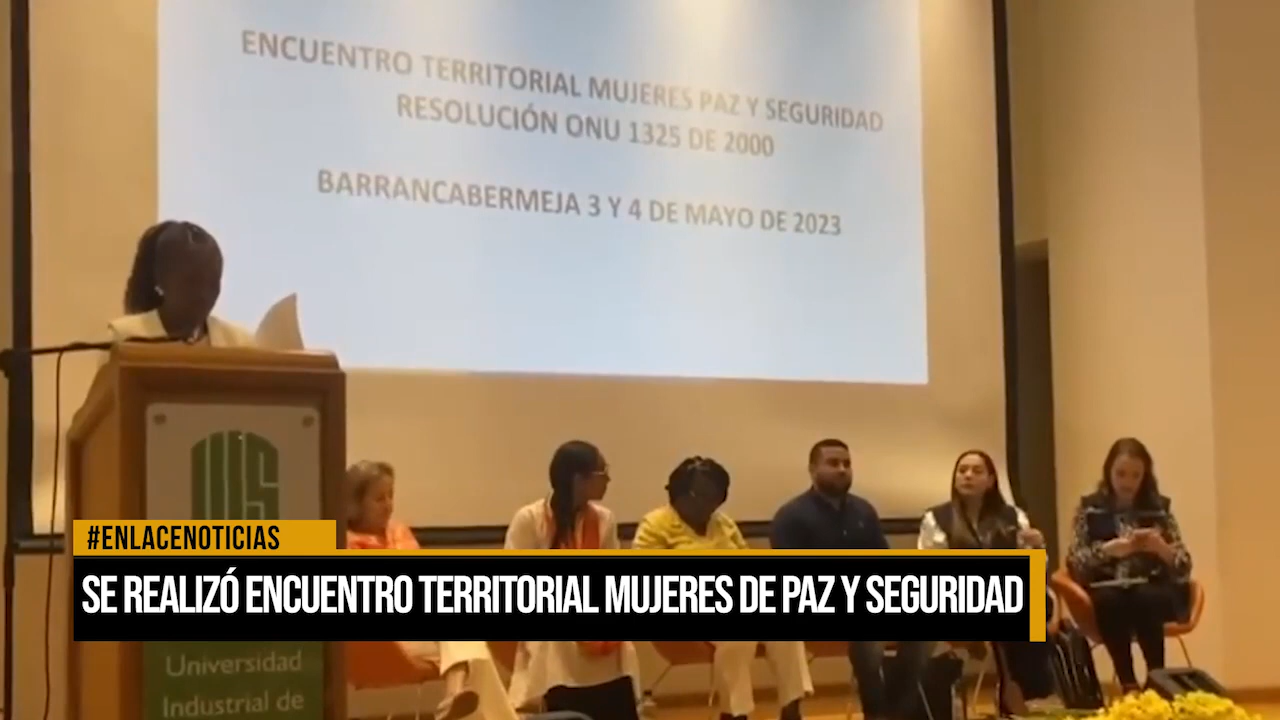 ENCUENTRO TERRITORIAL MUJERES PAZ Y SEGURIDAD
RESOLUCIÓN ONU 1325 DE 2000
BARRANCABERMEJA 3 Y 4 DE MAYO DE 2023
UIS
#ENLACENOTICIAS
SE REALIZÓ ENCUENTRO TERRITORIAL MUJERES DE PAZ Y SEGURIDAD
Universidad
Industrial de